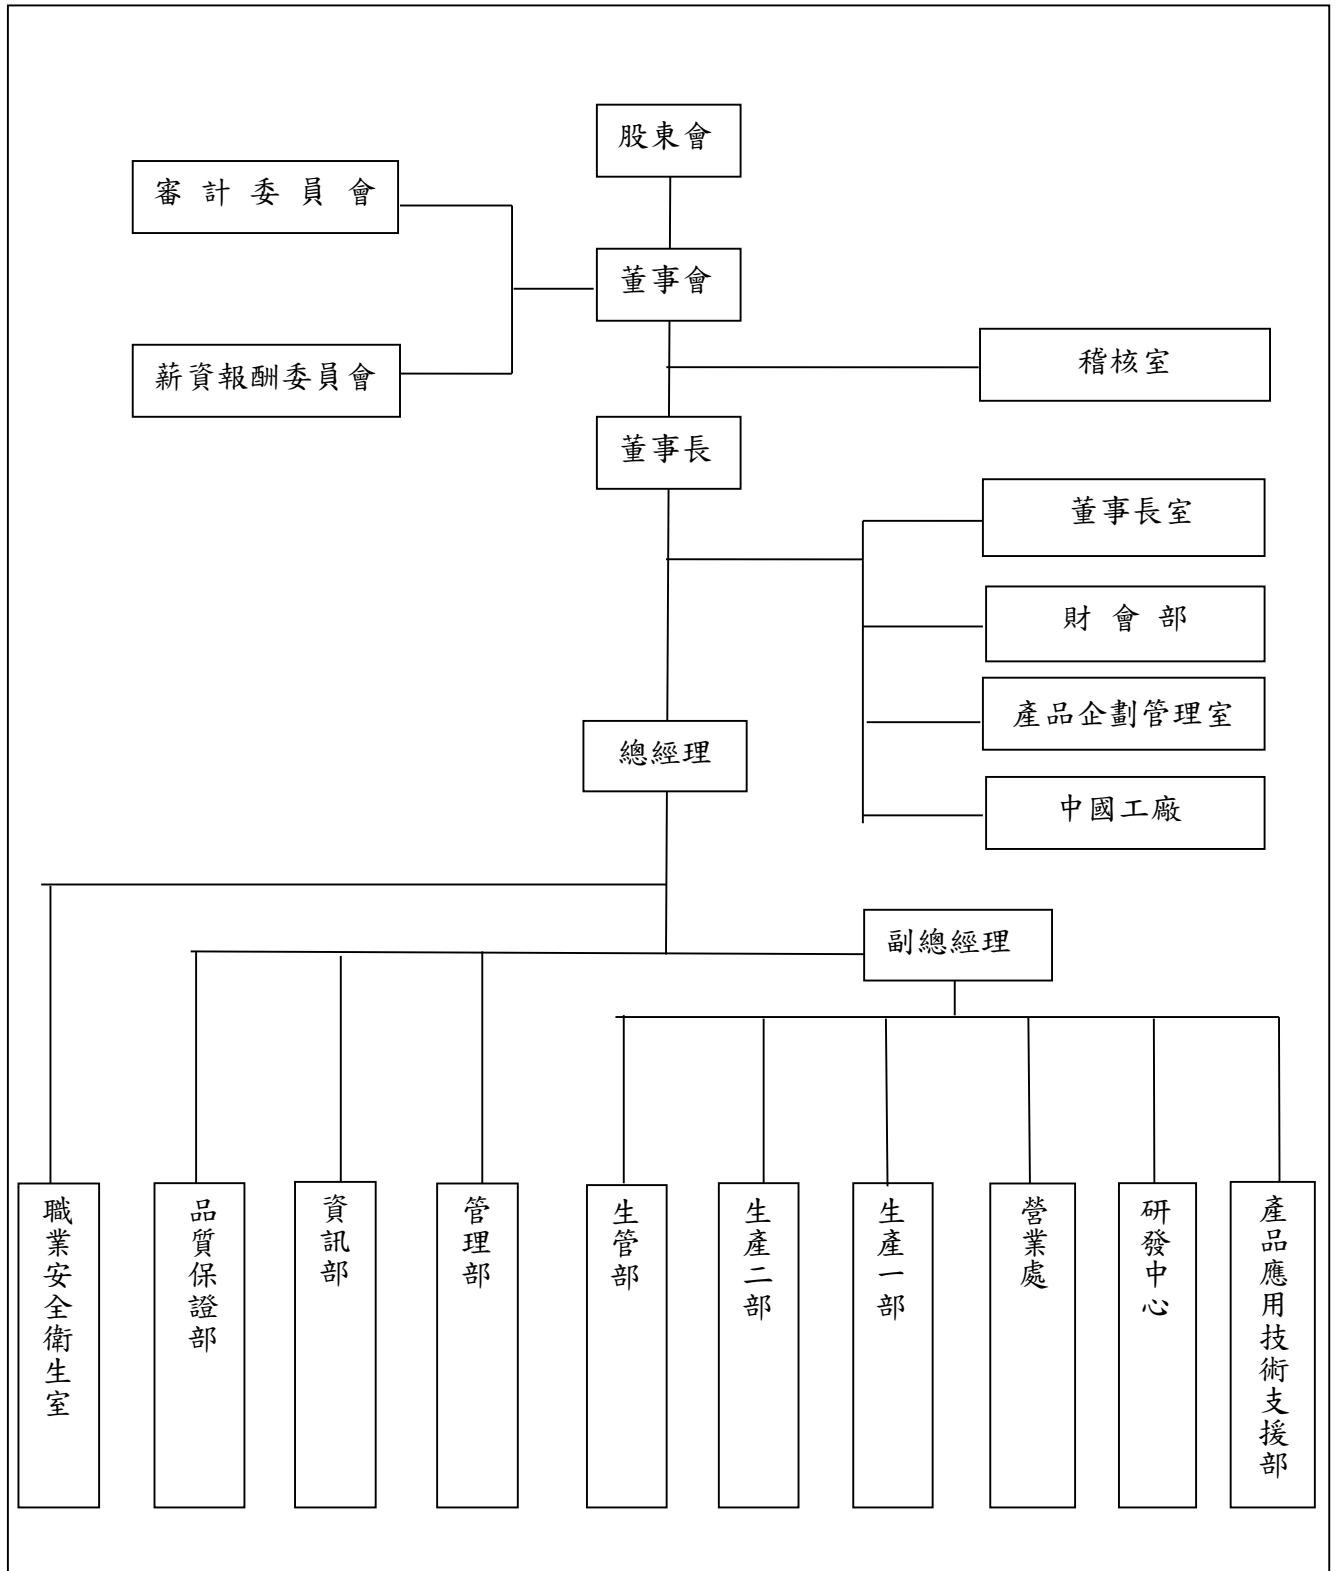 股東會
審計委員會
董事會
稽核室
薪資報酬委員會
董事長
董事長室
財會部
產品企劃管理室
總經理
中國工廠
副總經理
職業安全衛生室
品質保證部
資訊部
管理部
生管部
生產二部
生產一部
營業處
研發中心
產品應用技術支援部